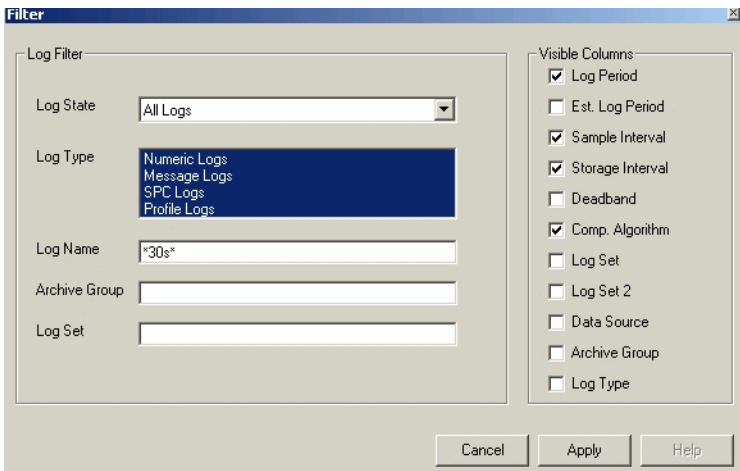 Filter
Log Filter
Log State
All Logs
Log Type
Numeric Logs
Message Logs
SPC Logs
Profile Logs
Log Name
*30s*
Archive Group
Log Set
Visible Columns
Log Period
Est. Log Period
Sample Interval
Storage Interval
Deadband
Comp. Algorithm
Log Set
Log Set 2
Data Source
Archive Group
Log Type
Cancel
Apply
Help